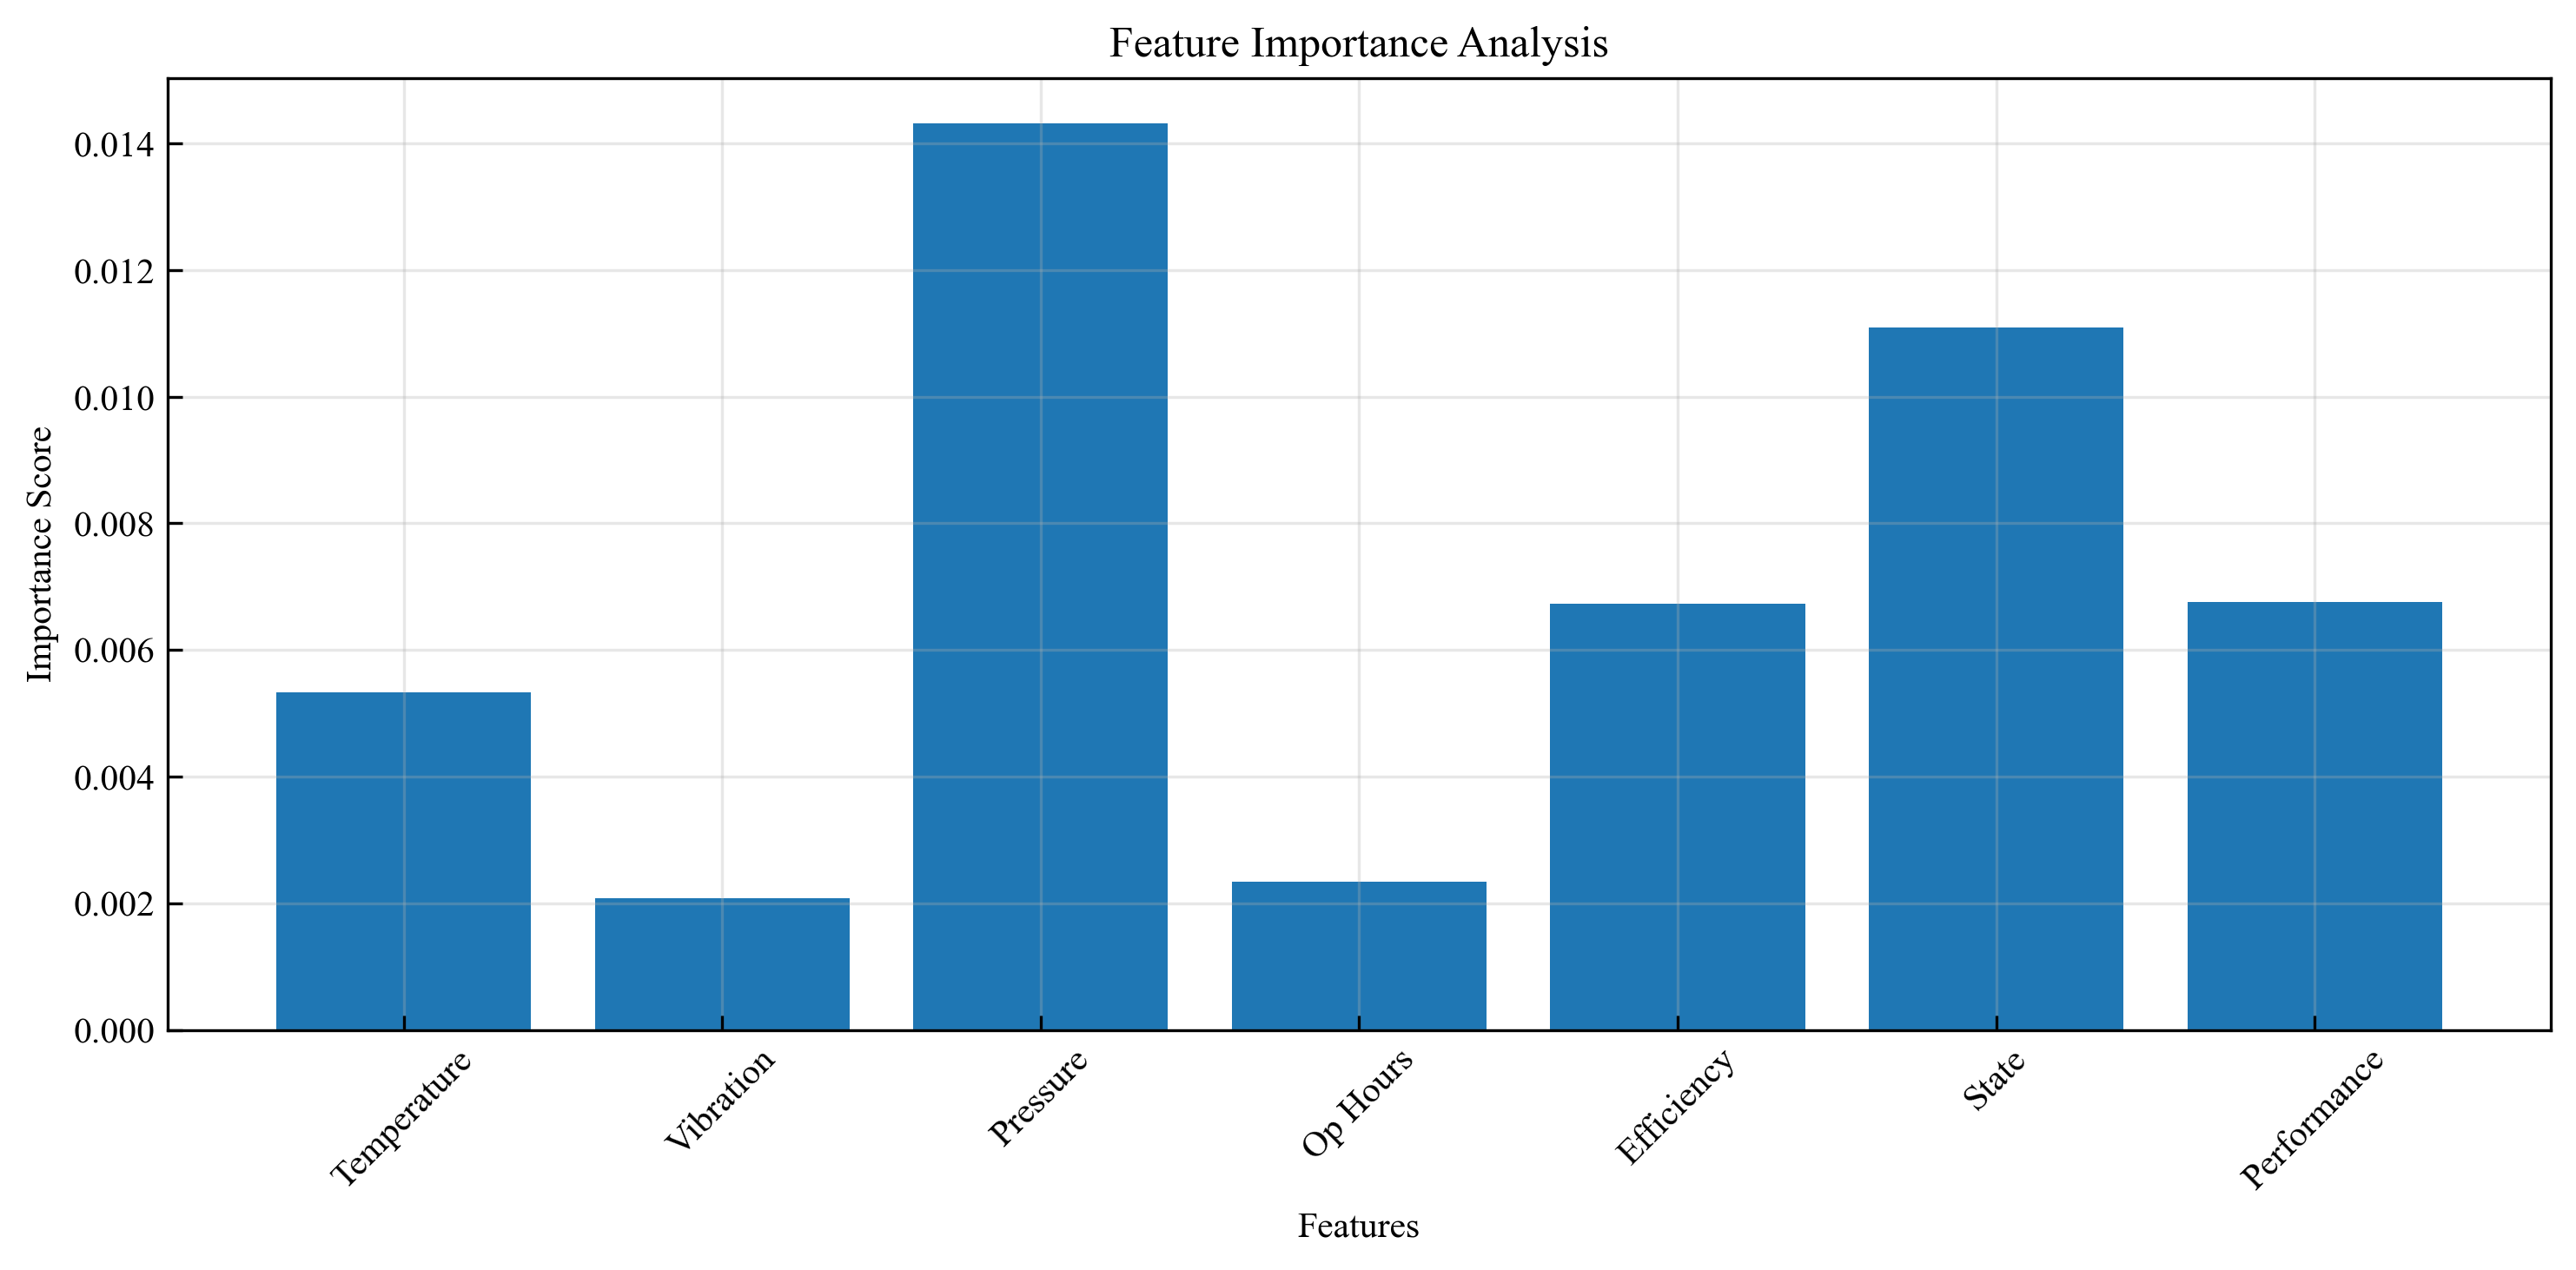 Feature Importance Analysis
Importance Score
0.014
0.012
0.010
0.008
0.006
0.004
0.002
0.000
Temperature
Vibration
Pressure
Op Hours
Efficiency
State
Performance
Features